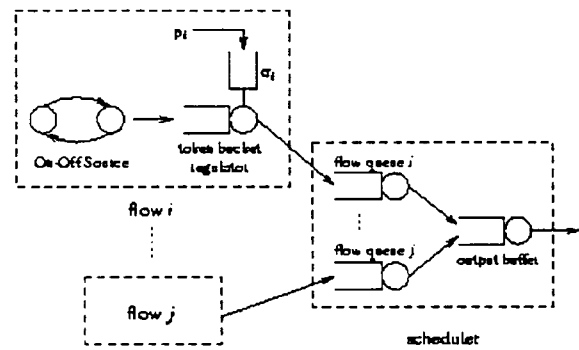 ρi
σi
On-Off Source
token bucket
regulator
flow i
flow queue i
flow queue j
output buffer
flow j
scheduler